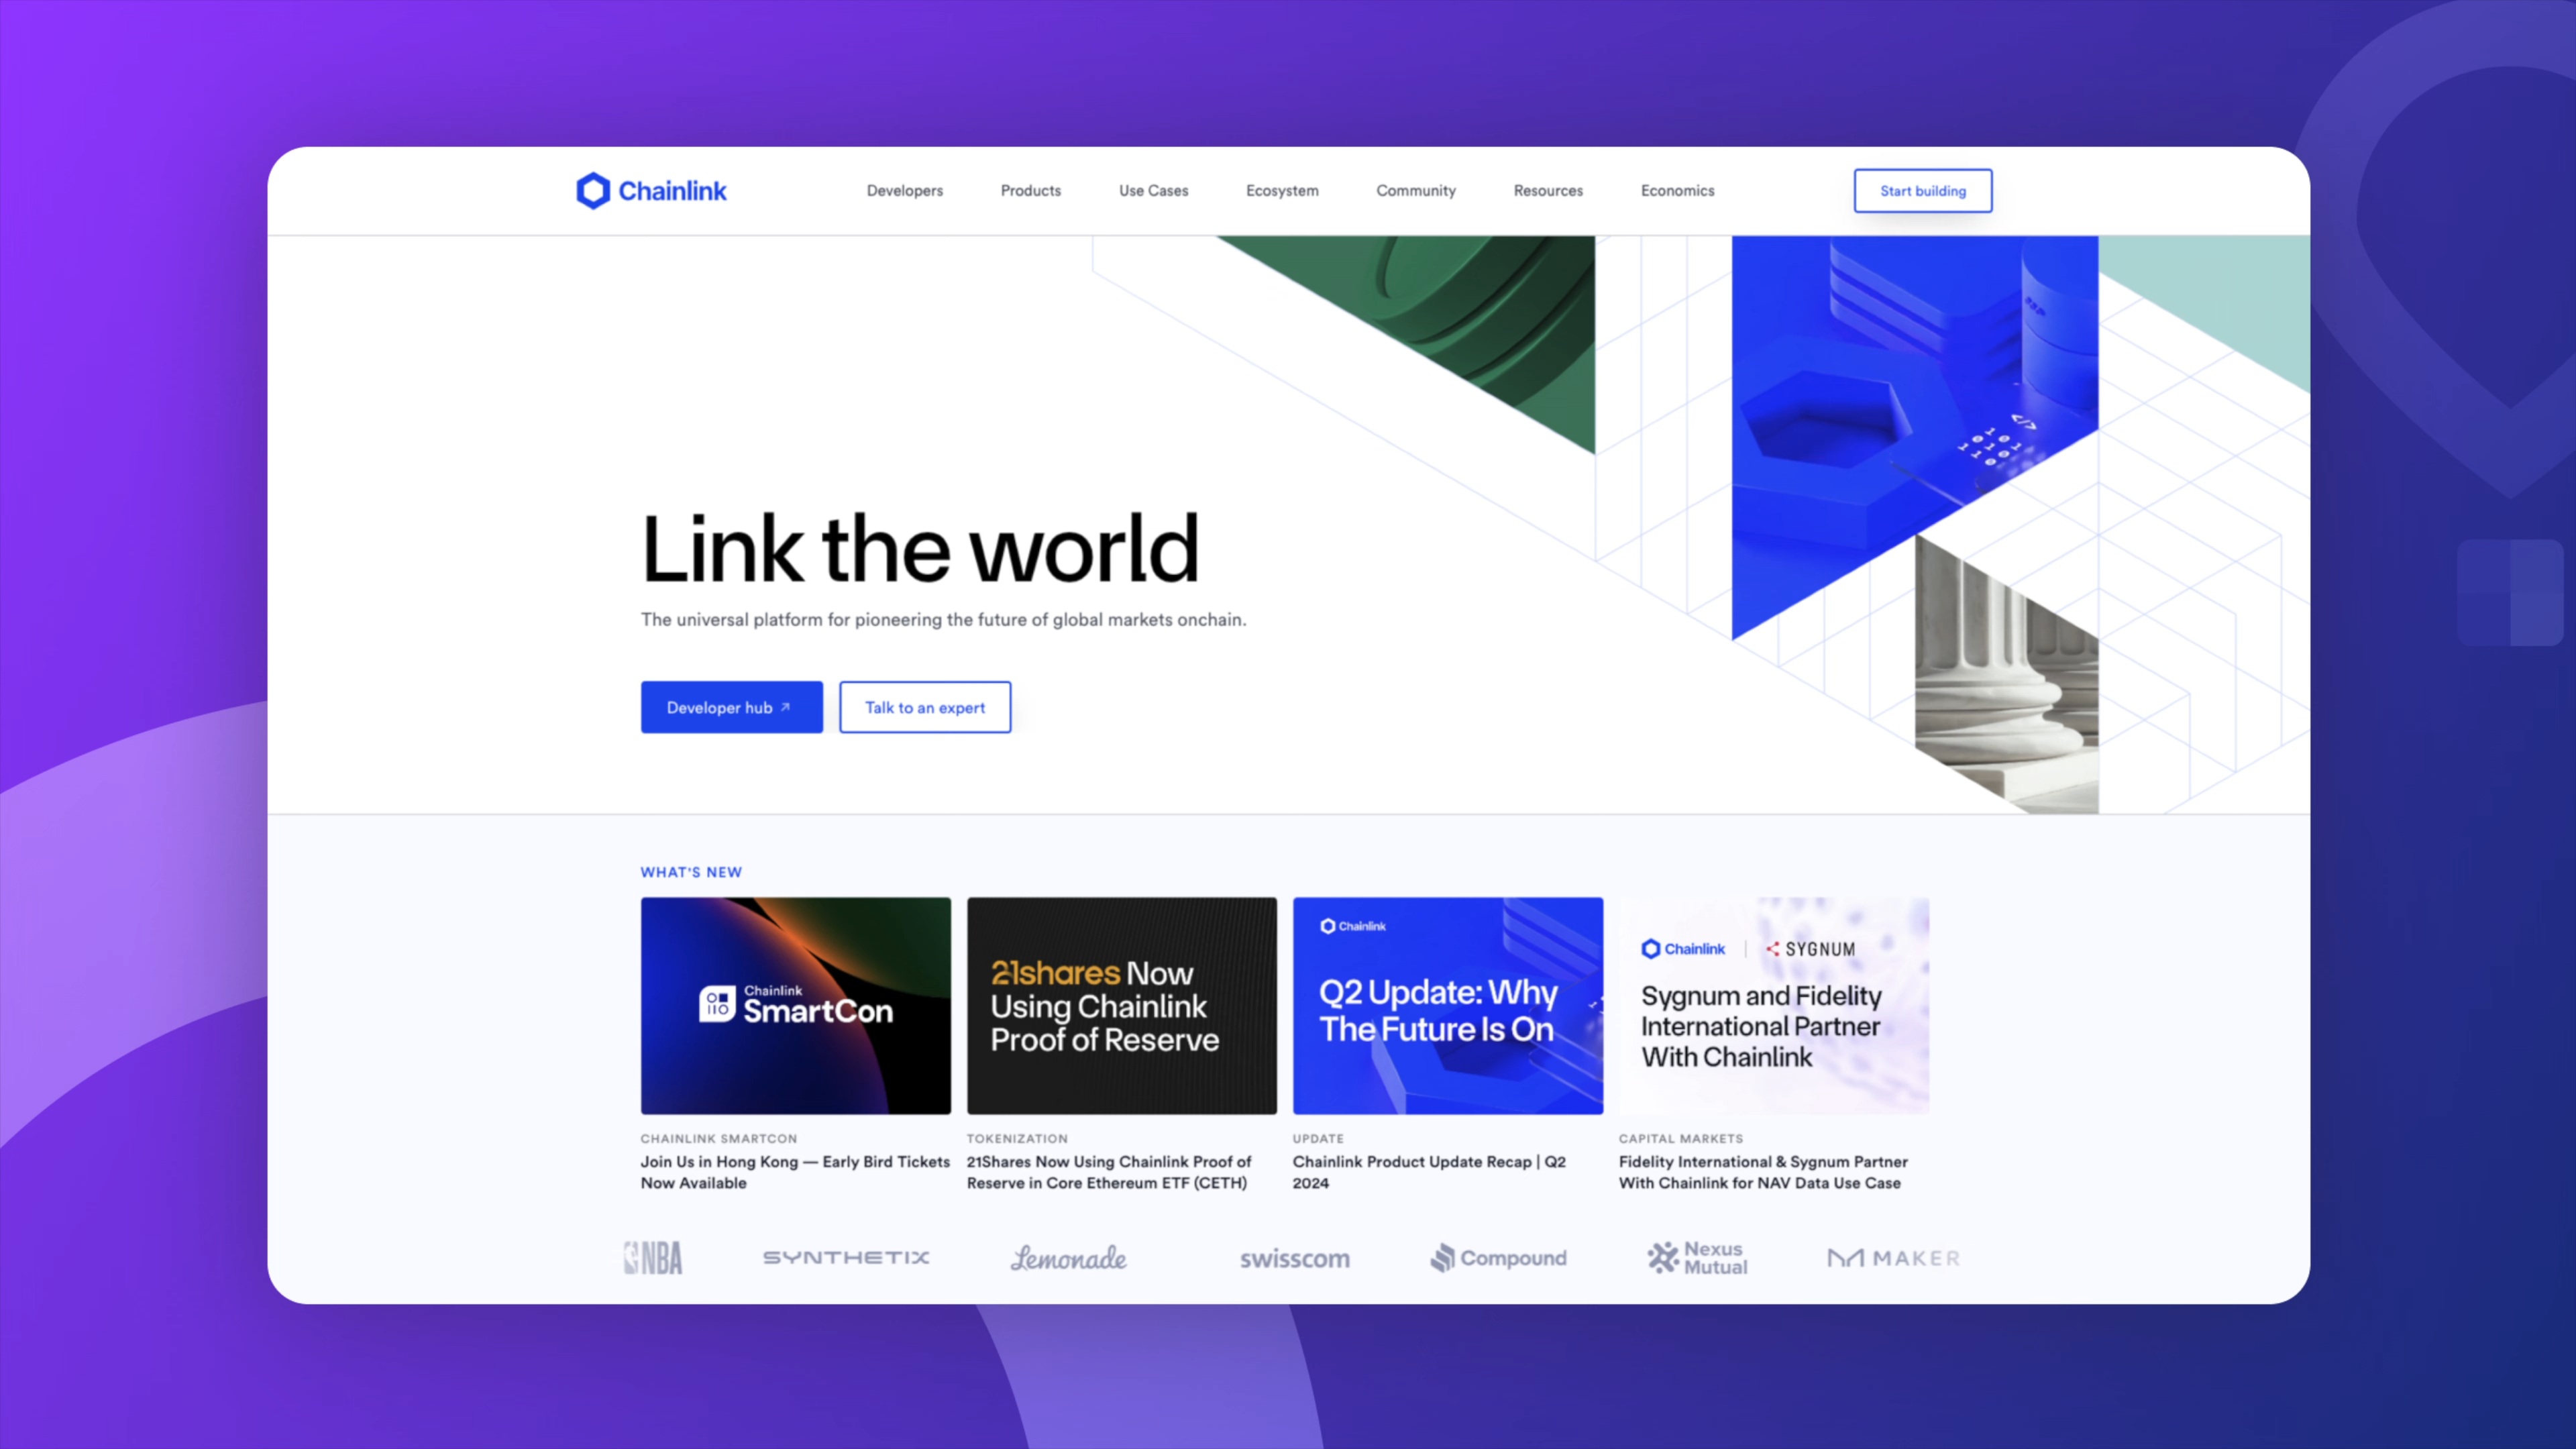 Chainlink
Developers
Products
Use Cases
Ecosystem
Community
Resources
Economics
Start building
Link the world
The universal platform for pioneering the future of global markets onchain.
Developer hub ↗
Talk to an expert
WHAT'S NEW
Chainlink
SmartCon
21shares Now
Using Chainlink
Proof of Reserve
Chainlink
Q2 Update: Why
The Future Is On
Chainlink | SYGNUM
Sygnum and Fidelity
International Partner
With Chainlink
CHAINLINK SMARTCON
Join Us in Hong Kong — Early Bird Tickets
Now Available
TOKENIZATION
21Shares Now Using Chainlink Proof of
Reserve in Core Ethereum ETF (CETH)
UPDATE
Chainlink Product Update Recap | Q2
2024
CAPITAL MARKETS
Fidelity International & Sygnum Partner
With Chainlink for NAV Data Use Case
NBA
SYNTHETIX
Lemonade
swisscom
Compound
Nexus
Mutual
MAKER